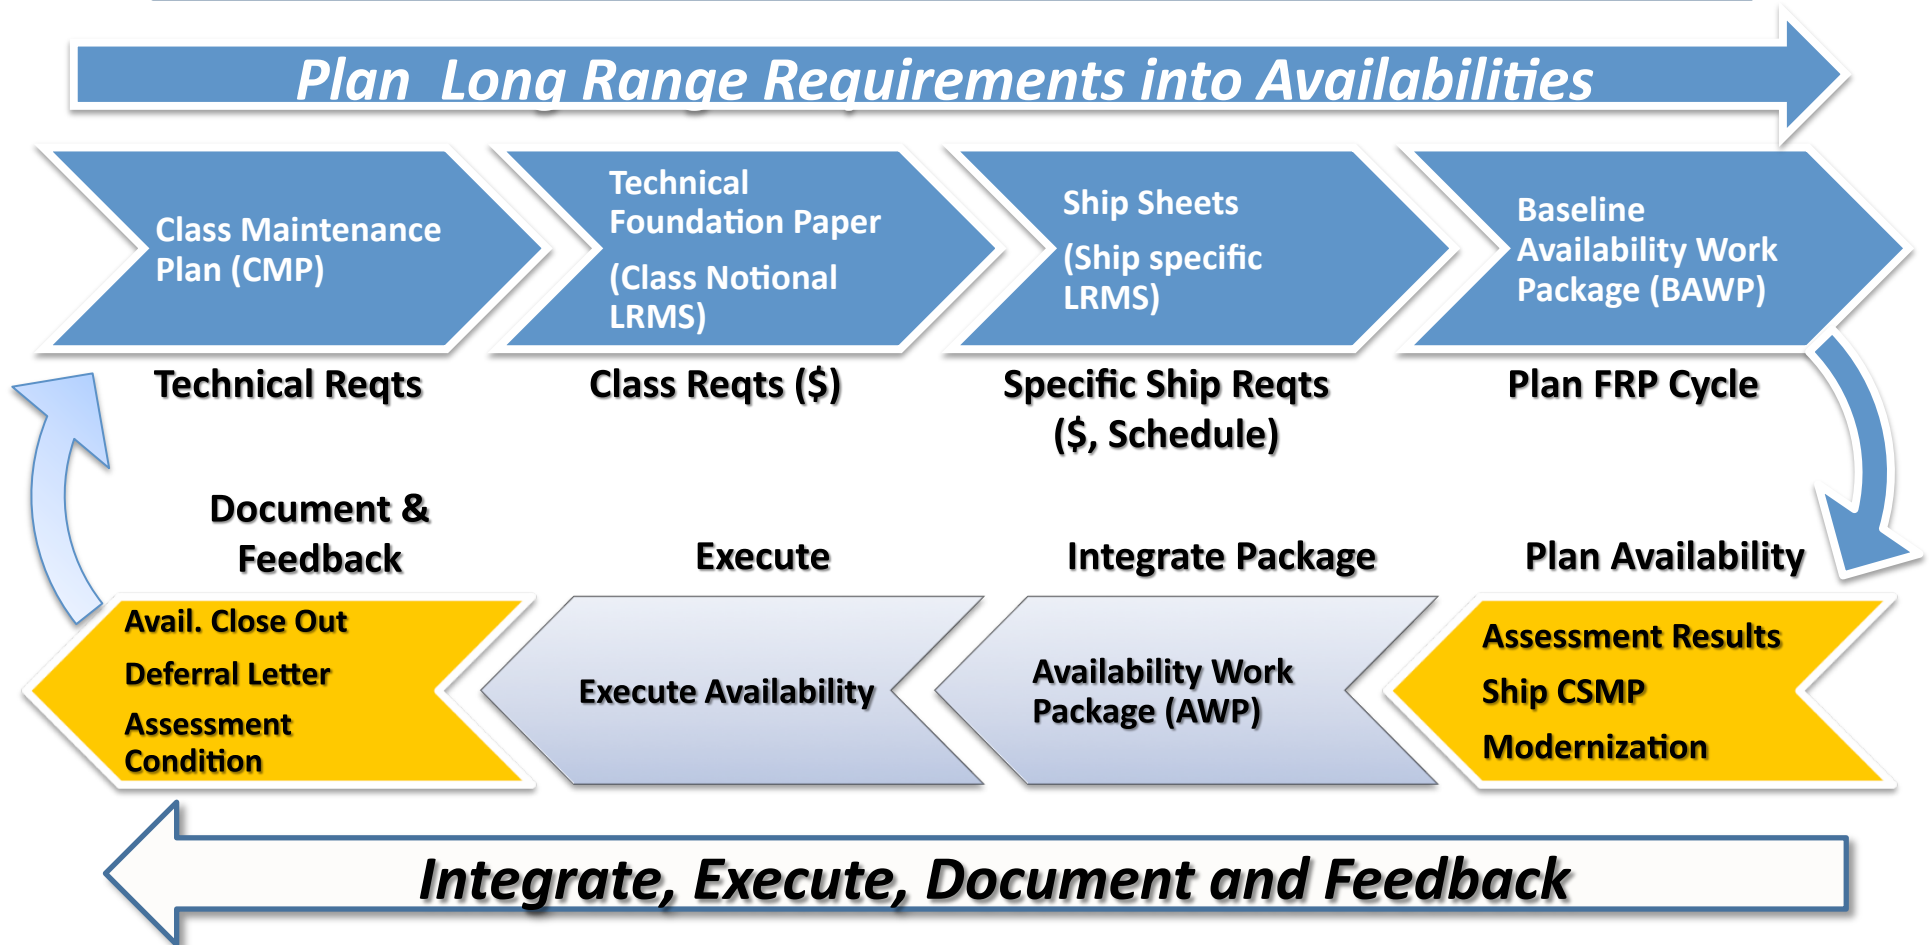 Plan Long Range Requirements into Availabilities
Class Maintenance
Plan (CMP)
Technical
Foundation Paper
(Class Notional
LRMS)
Ship Sheets
(Ship specific
LRMS)
Baseline
Availability Work
Package (BAWP)
Technical Reqts
Class Reqts ($)
Specific Ship Reqts
($, Schedule)
Plan FRP Cycle
Document &
Feedback
Execute
Integrate Package
Plan Availability
Avail. Close Out
Deferral Letter
Assessment
Condition
Execute Availability
Availability Work
Package (AWP)
Assessment Results
Ship CSMP
Modernization
Integrate, Execute, Document and Feedback